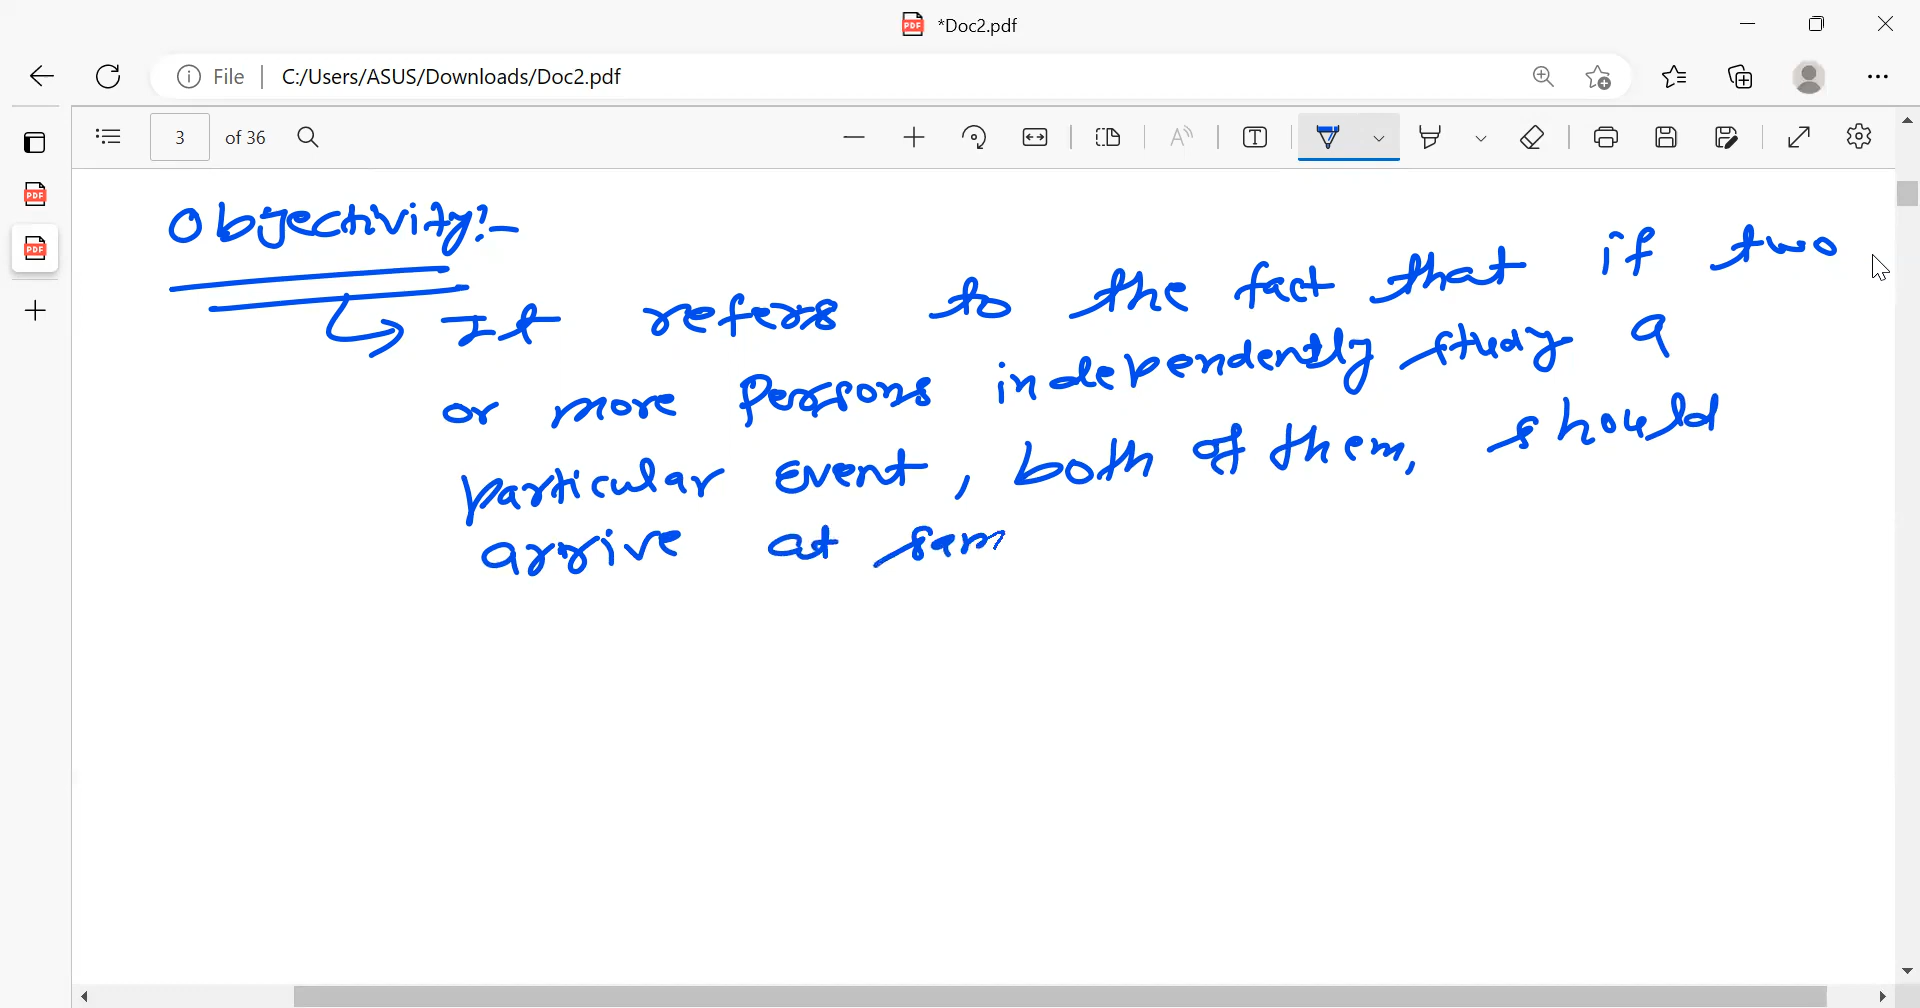 *Doc2.pdf
File C:/Users/ASUS/Downloads/Doc2.pdf
3 of 36
Objectivity:-
It refers to the fact that if two
or more persons independently study a
particular event, both of them, should
arrive at sam